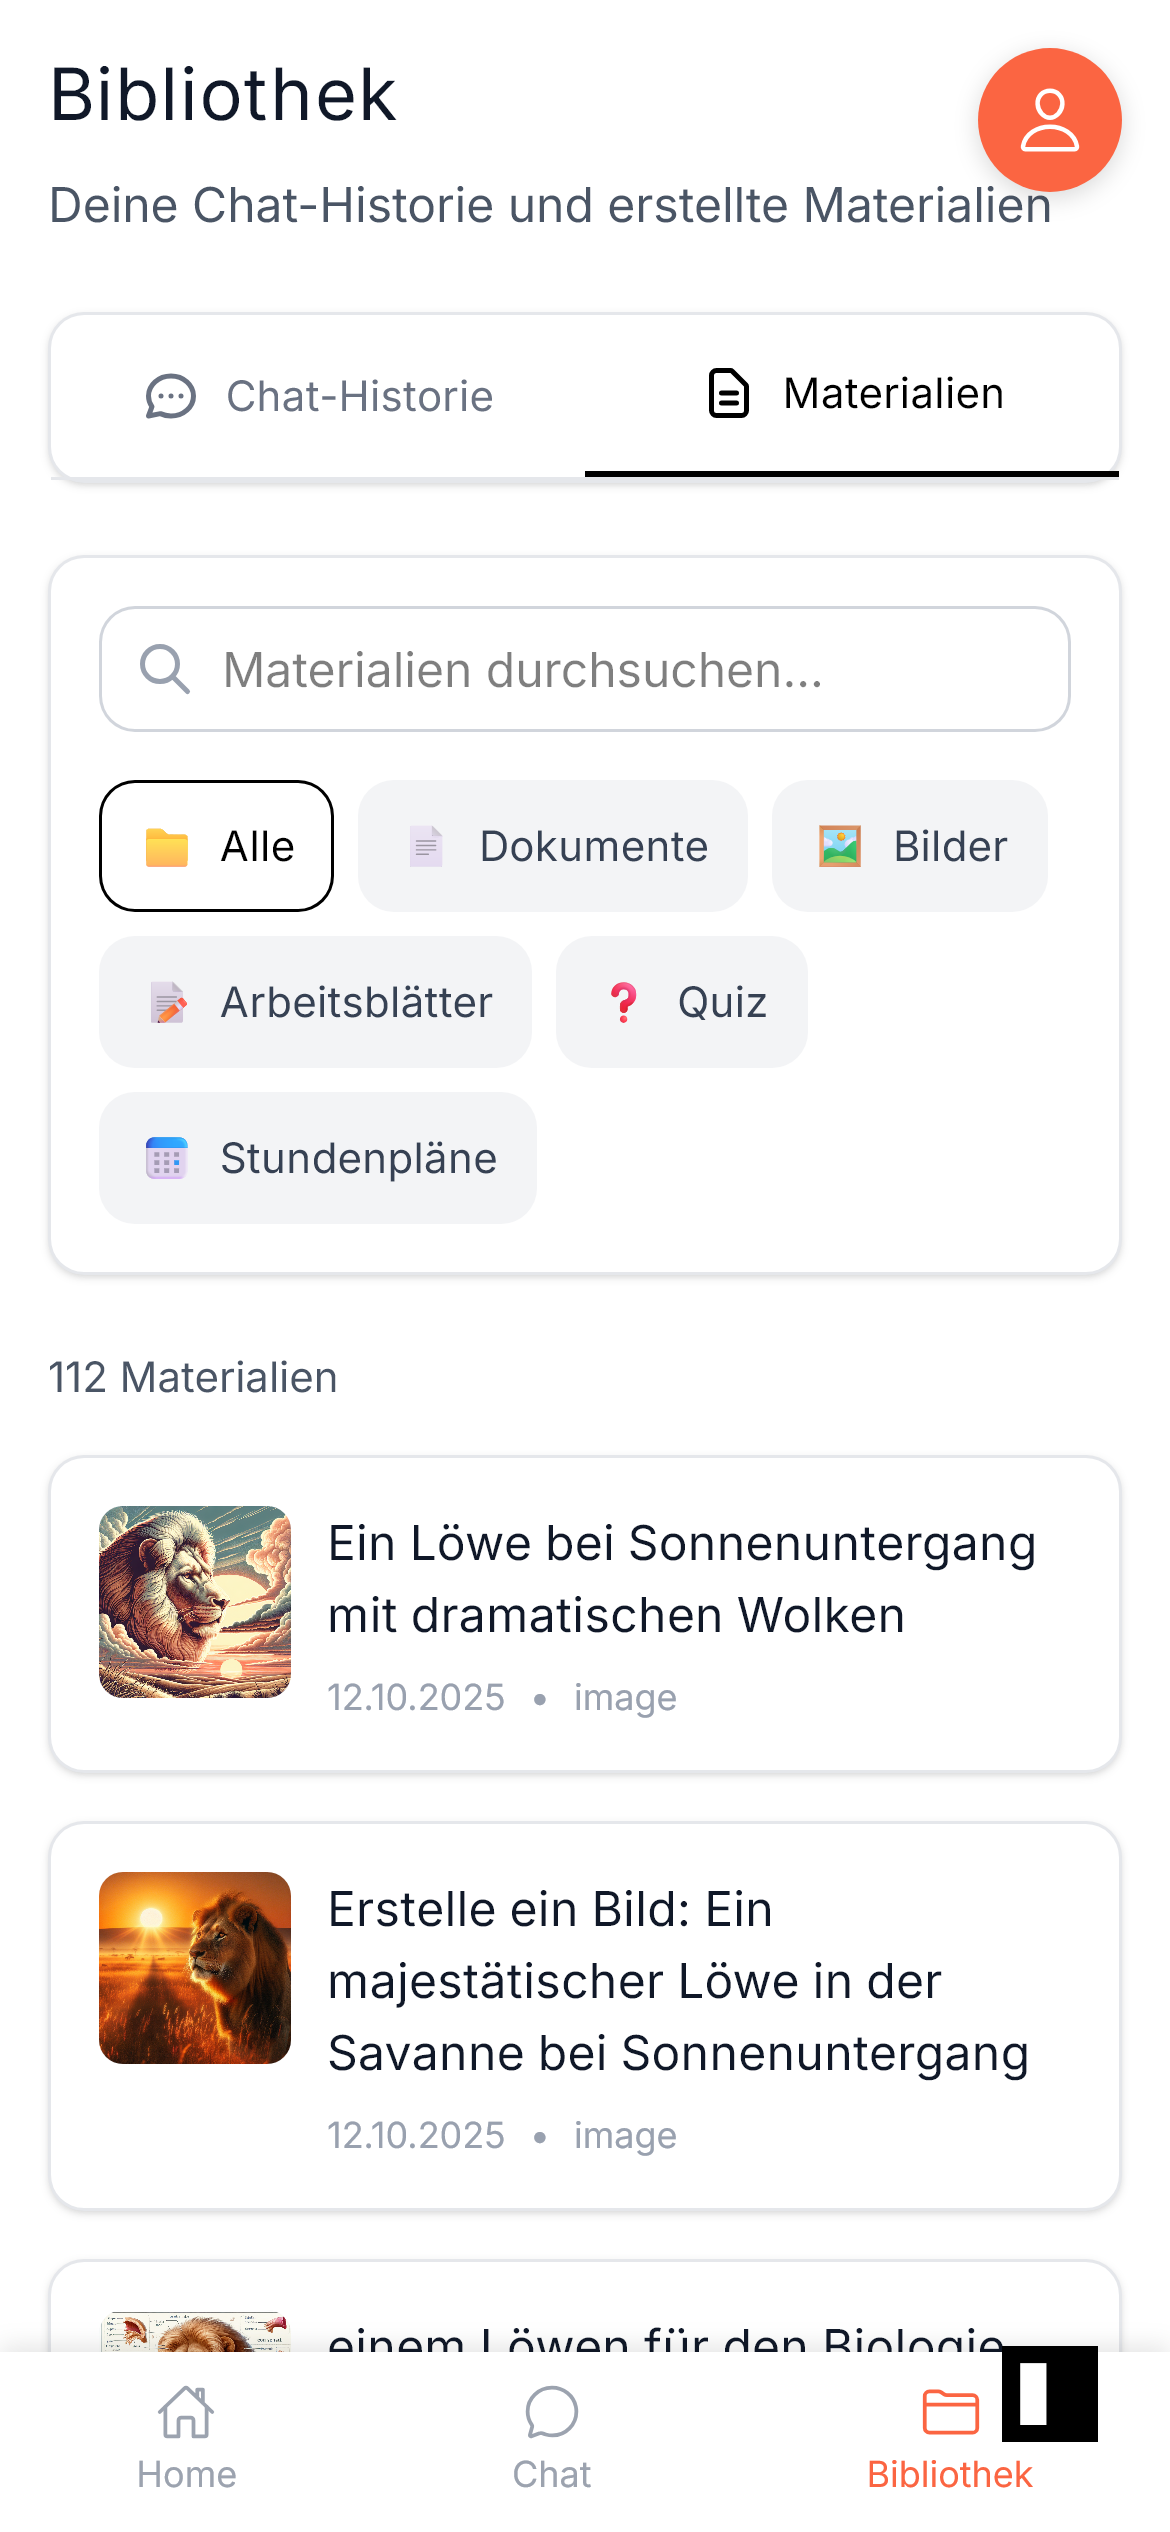 Bibliothek
Deine Chat-Historie und erstellte Materialien
Chat-Historie
Materialien
Materialien durchsuchen...
Alle
Dokumente
Bilder
Arbeitsblätter
Quiz
Stundenpläne
112 Materialien
Ein Löwe bei Sonnenuntergang
mit dramatischen Wolken
12.10.2025 • image
Erstelle ein Bild: Ein
majestätischer Löwe in der
Savanne bei Sonnenuntergang
12.10.2025 • image
einem Löwen für den Biologie
Home
Chat
Bibliothek